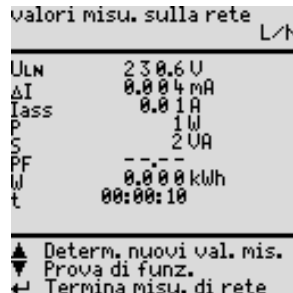 valori misu. sulla rete
L/N
ULN 230.6 V
ΔI 0.004 mA
Iass 0.01 A
P 1 W
S 2 VA
PF --.--
W 0.000 kWh
t 00:00:10
▲ Determ. nuovi val. mis.
▼ Prova di funz.
↵ Termina misu. di rete